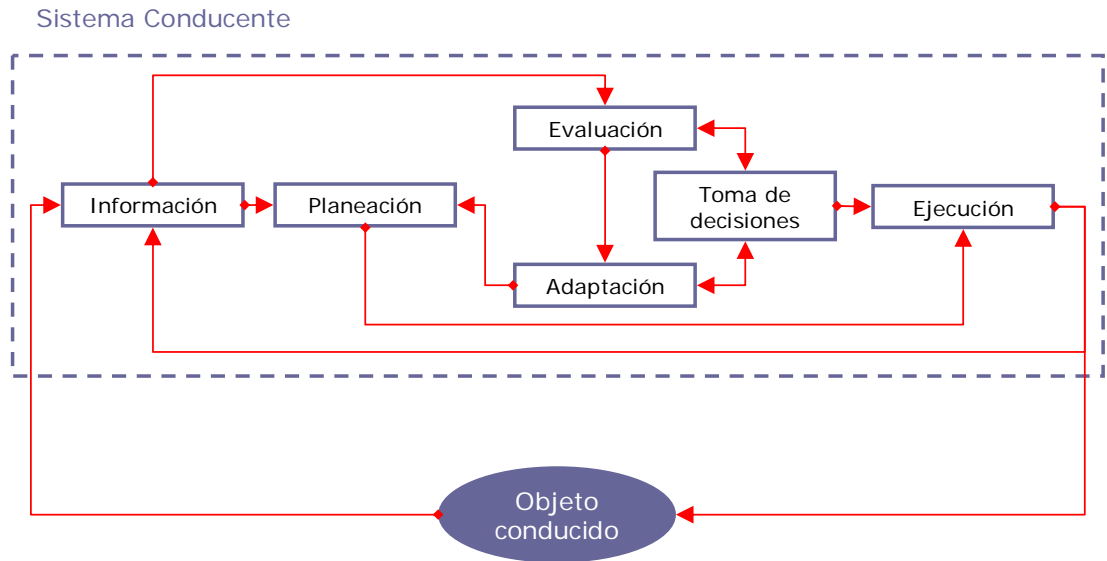 Sistema Conducente
Evaluación
Información
Planeación
Toma de
decisiones
Ejecución
Adaptación
Objeto
conducido